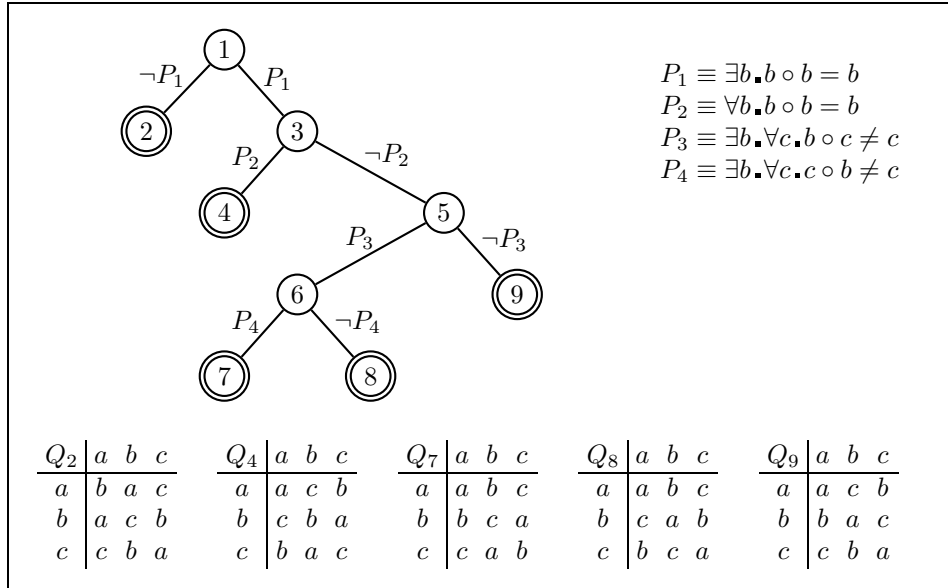 1
¬P₁ P₁
P₁ ≡ ∃b.b ∘ b = b
P₂ ≡ ∀b.b ∘ b = b
P₃ ≡ ∃b.∀c.b ∘ c ≠ c
P₄ ≡ ∃b.∀c.c ∘ b ≠ c
2 3
P₂ ¬P₂
4 5
P₃ ¬P₃
6 9
P₄ ¬P₄
7 8
Q₂ a b c
a b a c
b a c b
c c b a
Q₄ a b c
a a c b
b c b a
c b a c
Q₇ a b c
a a b c
b b c a
c c a b
Q₈ a b c
a a b c
b c a b
c b c a
Q₉ a b c
a a c b
b b a c
c c b a